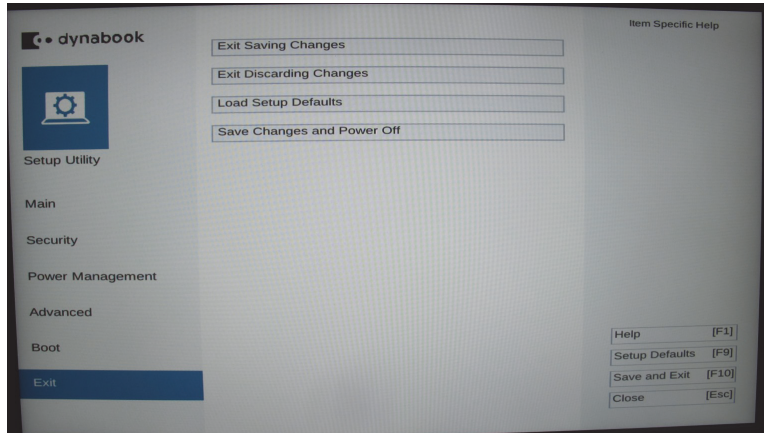 dynabook
Setup Utility
Main
Security
Power Management
Advanced
Boot
Exit
Exit Saving Changes
Exit Discarding Changes
Load Setup Defaults
Save Changes and Power Off
Item Specific Help
Help [F1]
Setup Defaults [F9]
Save and Exit [F10]
Close [Esc]